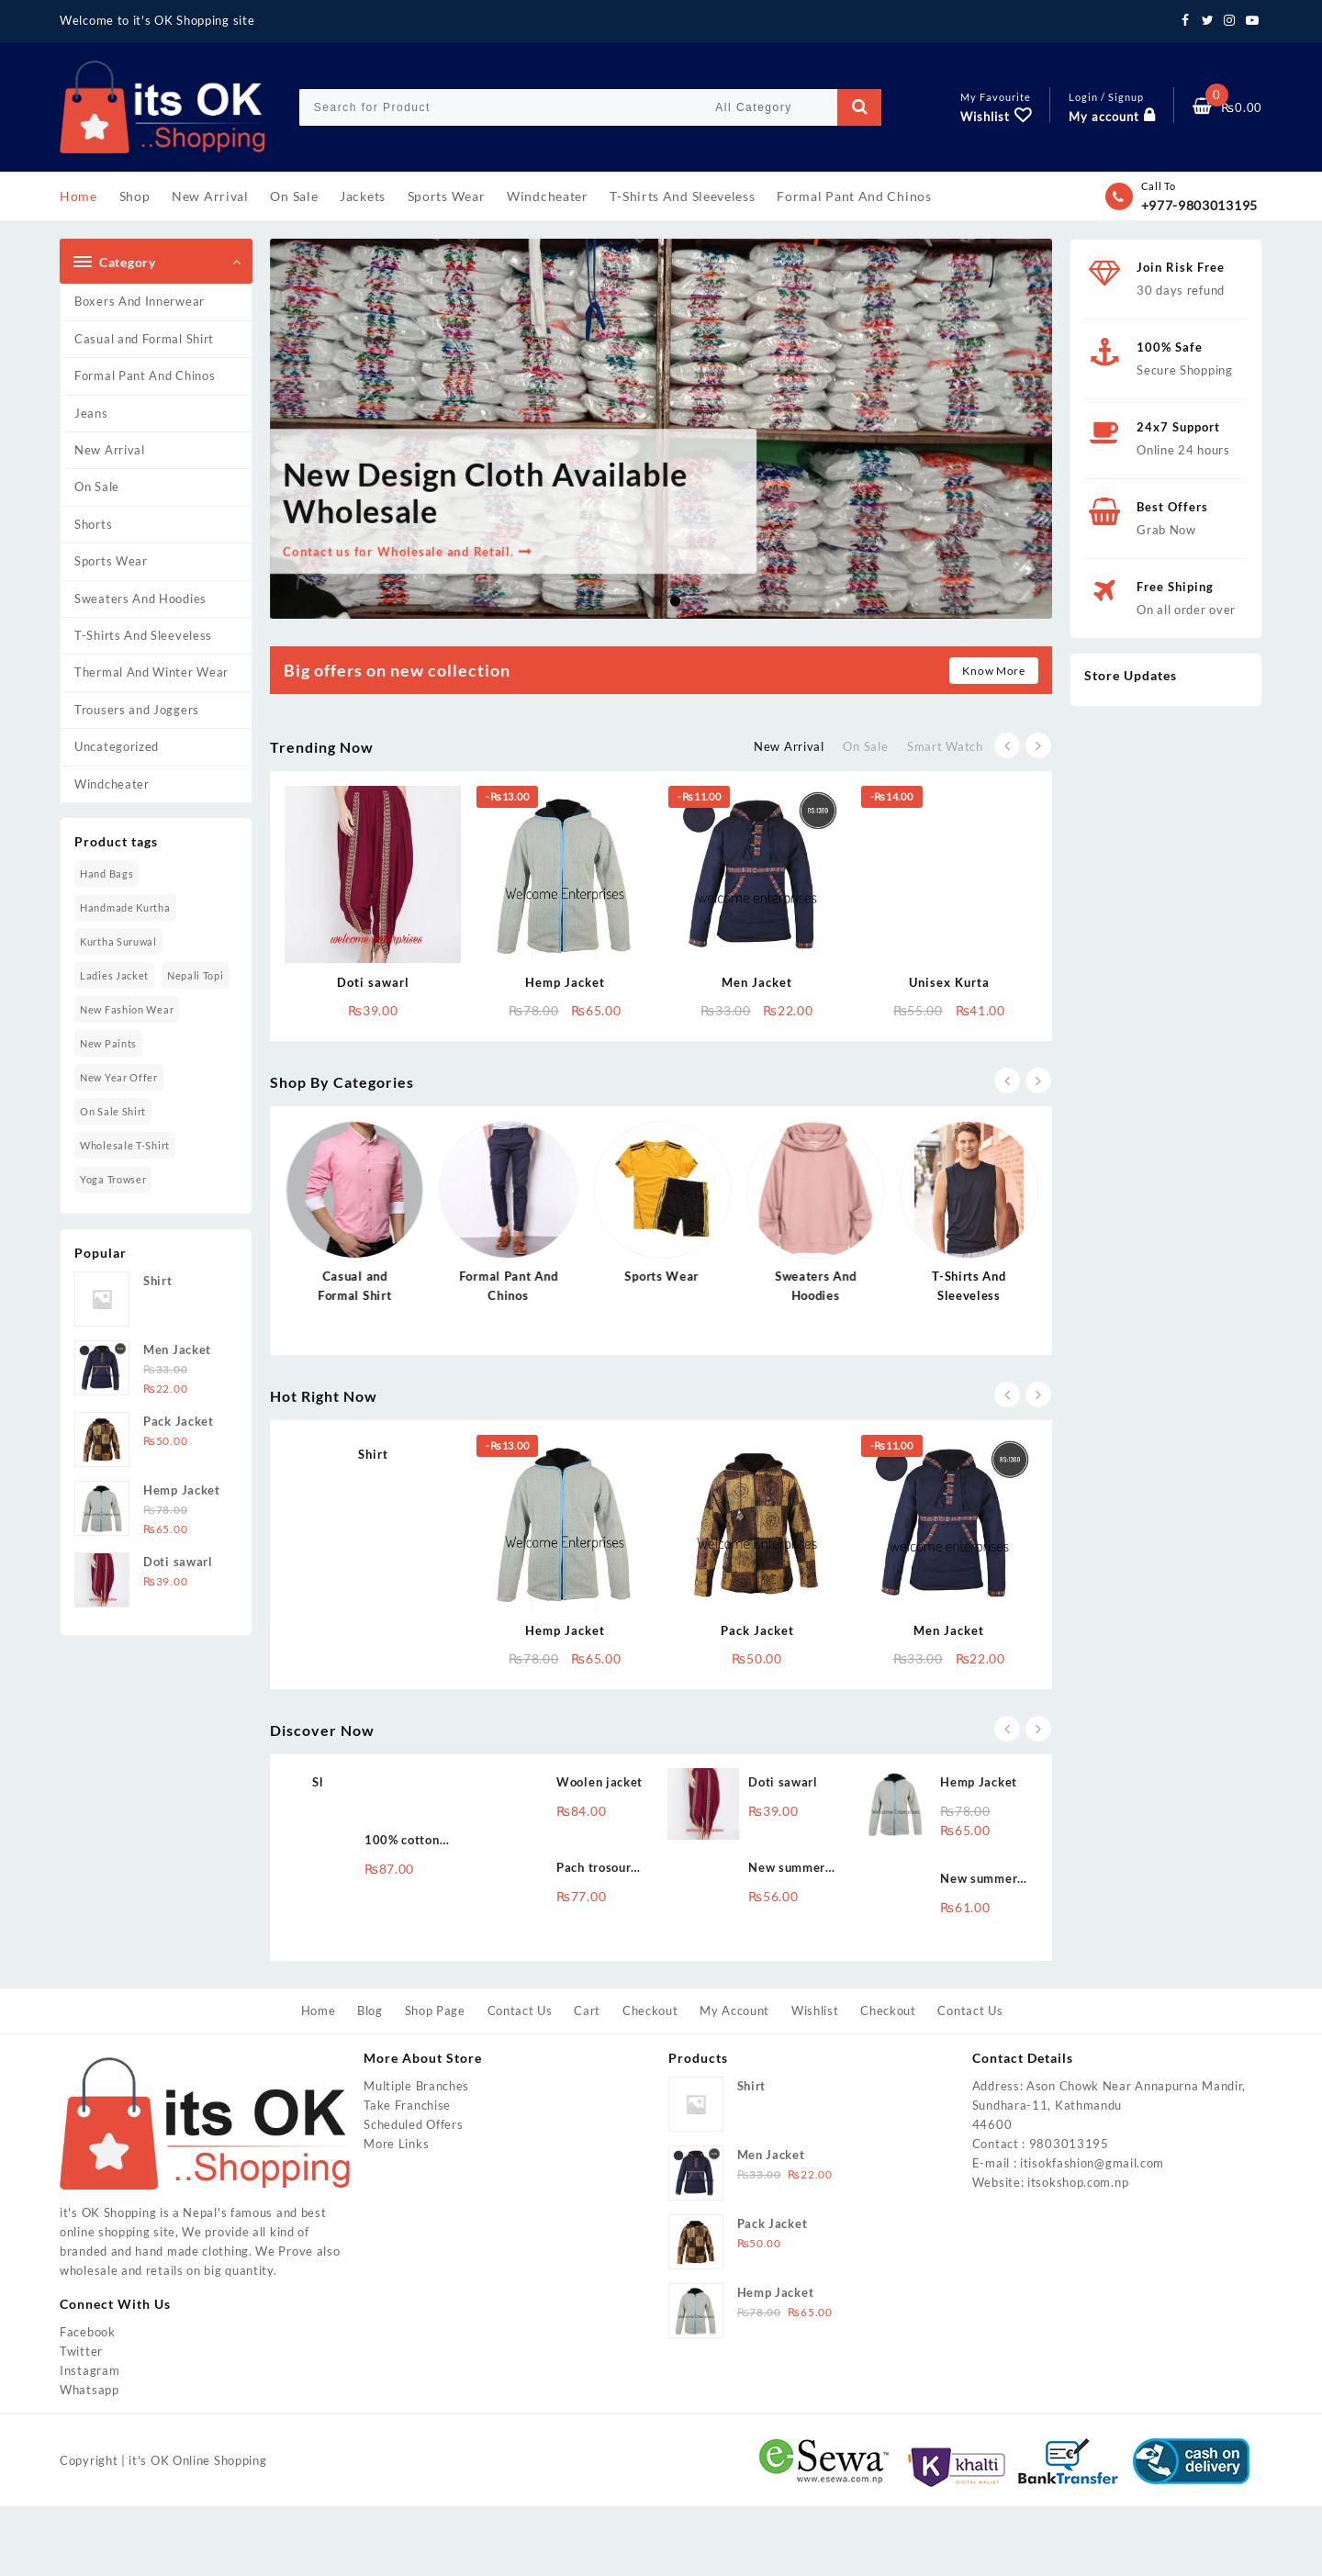 Welcome to it's OK Shopping site
its OK
..Shopping
Search for Product
All Category
My Favourite
Wishlist
Login / Signup
My account
0
₨0.00
Home
Shop
New Arrival
On Sale
Jackets
Sports Wear
Windcheater
T-Shirts And Sleeveless
Formal Pant And Chinos
Call To
+977-9803013195
Category
Boxers And Innerwear
Casual and Formal Shirt
Formal Pant And Chinos
Jeans
New Arrival
On Sale
Shorts
Sports Wear
Sweaters And Hoodies
T-Shirts And Sleeveless
Thermal And Winter Wear
Trousers and Joggers
Uncategorized
Windcheater
Product tags
Hand Bags
Handmade Kurtha
Kurtha Suruwal
Ladies Jacket
Nepali Topi
New Fashion Wear
New Paints
New Year Offer
On Sale Shirt
Wholesale T-Shirt
Yoga Trowser
Popular
Shirt
Men Jacket
₨33.00
₨22.00
Pack Jacket
₨50.00
Hemp Jacket
₨78.00
₨65.00
Doti sawarl
₨39.00
New Design Cloth Available
Wholesale
Contact us for Wholesale and Retail.
Big offers on new collection
Know More
Trending Now
New Arrival
On Sale
Smart Watch
welcome enterprises
Doti sawarl
₨39.00
-₨13.00
Welcome Enterprises
Hemp Jacket
₨78.00 ₨65.00
-₨11.00
RS:1360
welcome enterprises
Men Jacket
₨33.00 ₨22.00
-₨14.00
Unisex Kurta
₨55.00 ₨41.00
Shop By Categories
Casual and
Formal Shirt
Formal Pant And
Chinos
Sports Wear
Sweaters And
Hoodies
T-Shirts And
Sleeveless
Hot Right Now
Shirt
-₨13.00
Welcome Enterprises
Hemp Jacket
₨78.00 ₨65.00
Welcome Enterprises
Pack Jacket
₨50.00
-₨11.00
RS:1360
welcome enterprises
Men Jacket
₨33.00 ₨22.00
Discover Now
100% cotton...
₨87.00
Woolen jacket
₨84.00
Pach trosour...
₨77.00
Doti sawarl
₨39.00
New summer...
₨56.00
Welcome Enterprises
Hemp Jacket
₨78.00
₨65.00
New summer...
₨61.00
Join Risk Free
30 days refund
100% Safe
Secure Shopping
24x7 Support
Online 24 hours
Best Offers
Grab Now
Free Shiping
On all order over
Store Updates
Home
Blog
Shop Page
Contact Us
Cart
Checkout
My Account
Wishlist
Checkout
Contact Us
its OK
..Shopping
it's OK Shopping is a Nepal's famous and best
online shopping site, We provide all kind of
branded and hand made clothing. We Prove also
wholesale and retails on big quantity.
Connect With Us
Facebook
Twitter
Instagram
Whatsapp
More About Store
Multiple Branches
Take Franchise
Scheduled Offers
More Links
Products
Shirt
Men Jacket
₨33.00 ₨22.00
Pack Jacket
₨50.00
Hemp Jacket
₨78.00 ₨65.00
Contact Details
Address: Ason Chowk Near Annapurna Mandir,
Sundhara-11, Kathmandu
44600
Contact : 9803013195
E-mail : itisokfashion@gmail.com
Website: itsokshop.com.np
Copyright | it's OK Online Shopping
eSewa
www.esewa.com.np
K khalti
DIGITAL WALLET
BankTransfer
cash on
delivery